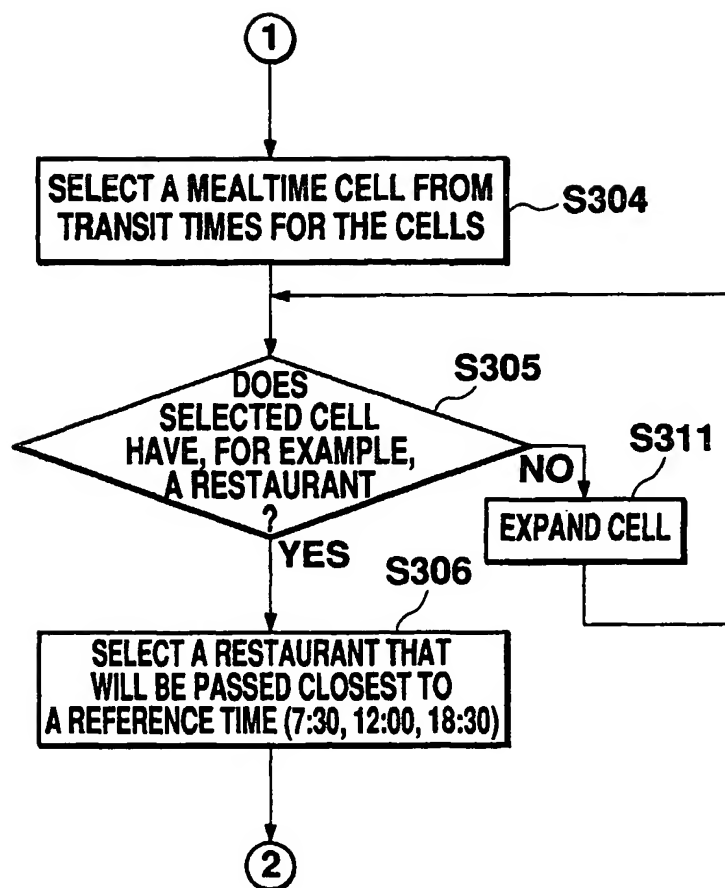 1
SELECT A MEALTIME CELL FROM
TRANSIT TIMES FOR THE CELLS
S304
DOES
SELECTED CELL
HAVE, FOR EXAMPLE,
A RESTAURANT
?
S305
NO
YES
S311
EXPAND CELL
S306
SELECT A RESTAURANT THAT
WILL BE PASSED CLOSEST TO
A REFERENCE TIME (7:30, 12:00, 18:30)
2